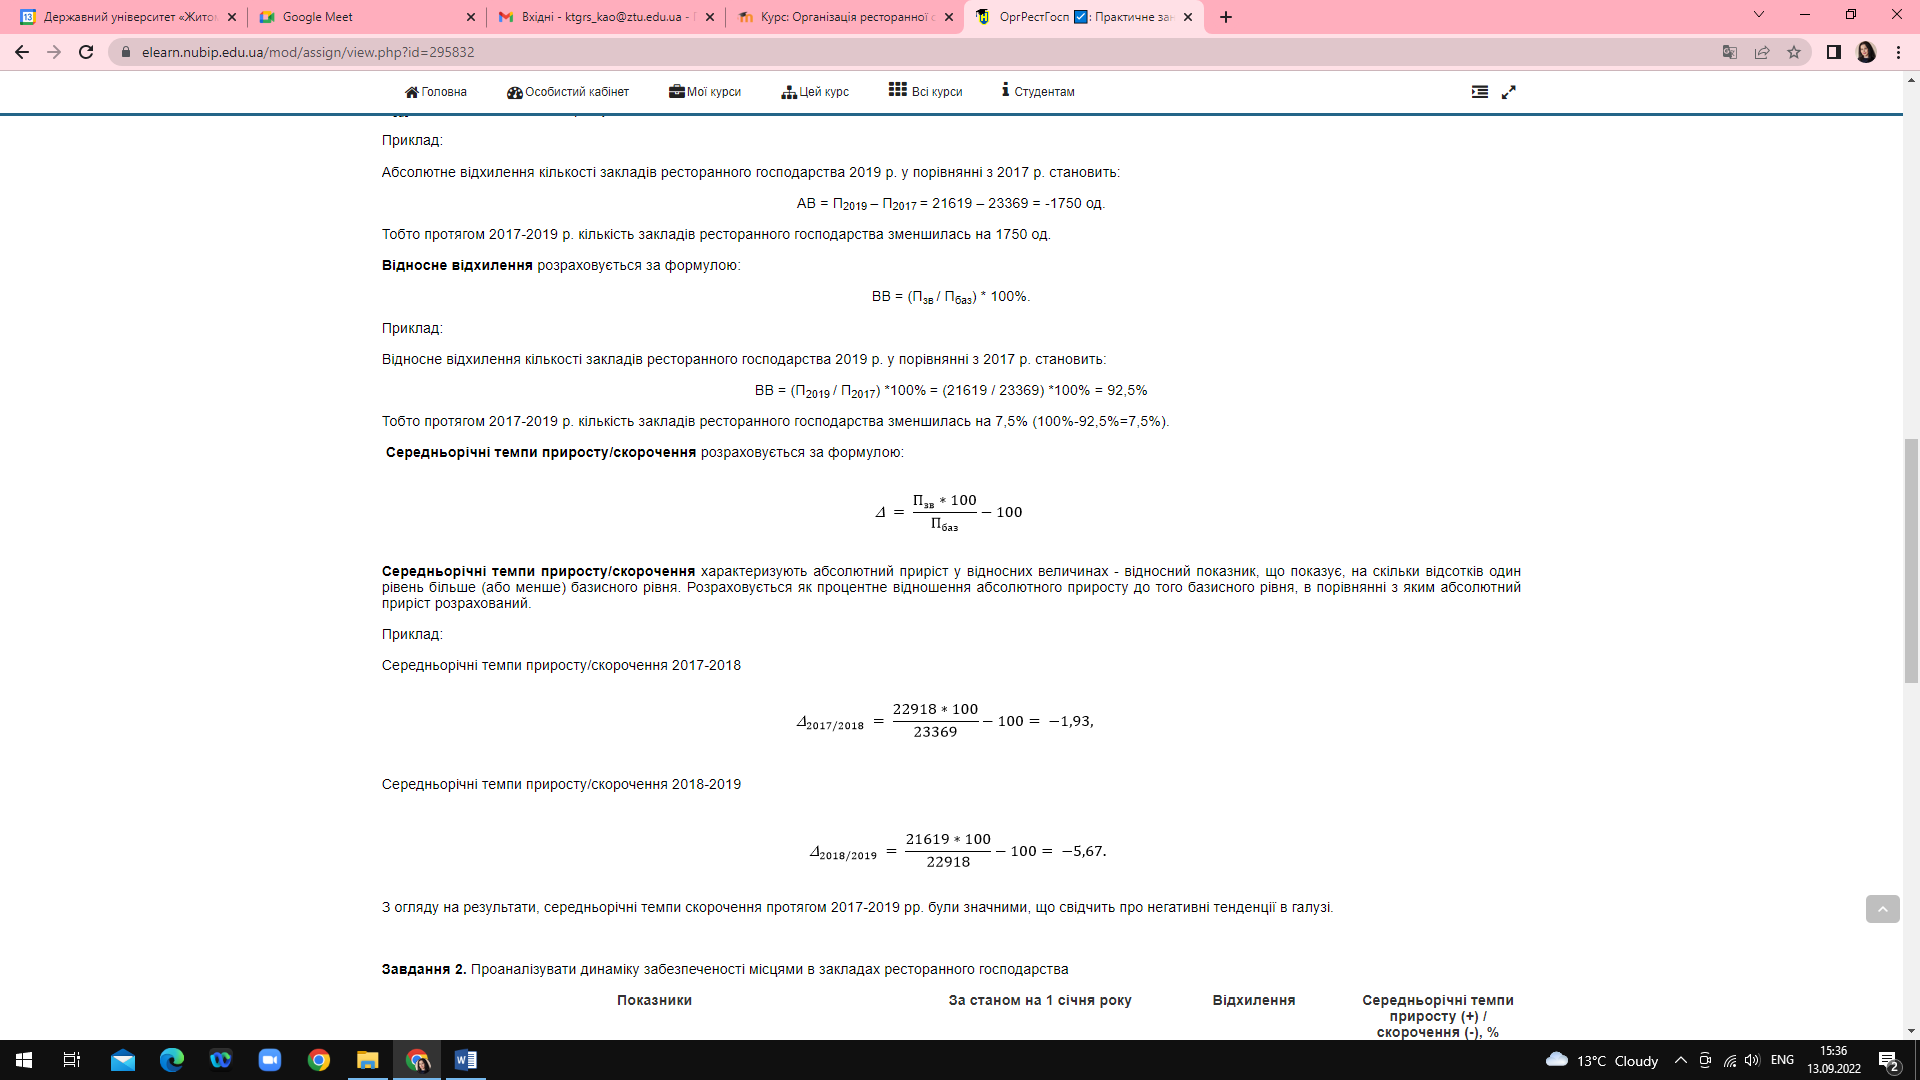 Державний університет «Житом
Google Meet
Вхідні - ktgrs_kao@ztu.edu.ua -
Курс: Організація ресторанної с
ОргРестГосп ☑: Практичне зан
elearn.nubip.edu.ua/mod/assign/view.php?id=295832
Головна Особистий кабінет Мої курси Цей курс Всі курси Студентам
Приклад:
Абсолютне відхилення кількості закладів ресторанного господарства 2019 р. у порівнянні з 2017 р. становить:
АВ = П2019 – П2017 = 21619 – 23369 = -1750 од.
Тобто протягом 2017-2019 р. кількість закладів ресторанного господарства зменшилась на 1750 од.
Відносне відхилення розраховується за формулою:
ВВ = (Пзв / Пбаз) * 100%.
Приклад:
Відносне відхилення кількості закладів ресторанного господарства 2019 р. у порівнянні з 2017 р. становить:
ВВ = (П2019 / П2017) *100% = (21619 / 23369) *100% = 92,5%
Тобто протягом 2017-2019 р. кількість закладів ресторанного господарства зменшилась на 7,5% (100%-92,5%=7,5%).
Середньорічні темпи приросту/скорочення розраховується за формулою:
Δ = Пзв * 100 / Пбаз − 100
Середньорічні темпи приросту/скорочення характеризують абсолютний приріст у відносних величинах - відносний показник, що показує, на скільки відсотків один
рівень більше (або менше) базисного рівня. Розраховується як процентне відношення абсолютного приросту до того базисного рівня, в порівнянні з яким абсолютний
приріст розрахований.
Приклад:
Середньорічні темпи приросту/скорочення 2017-2018
Δ2017/2018 = 22918 * 100 / 23369 − 100 = −1,93,
Середньорічні темпи приросту/скорочення 2018-2019
Δ2018/2019 = 21619 * 100 / 22918 − 100 = −5,67.
З огляду на результати, середньорічні темпи скорочення протягом 2017-2019 рр. були значними, що свідчить про негативні тенденції в галузі.
Завдання 2. Проаналізувати динаміку забезпеченості місцями в закладах ресторанного господарства
Показники За станом на 1 січня року Відхилення Середньорічні темпи
приросту (+) /
скорочення (-), %
13°C Cloudy ENG 15:36
13.09.2022 2